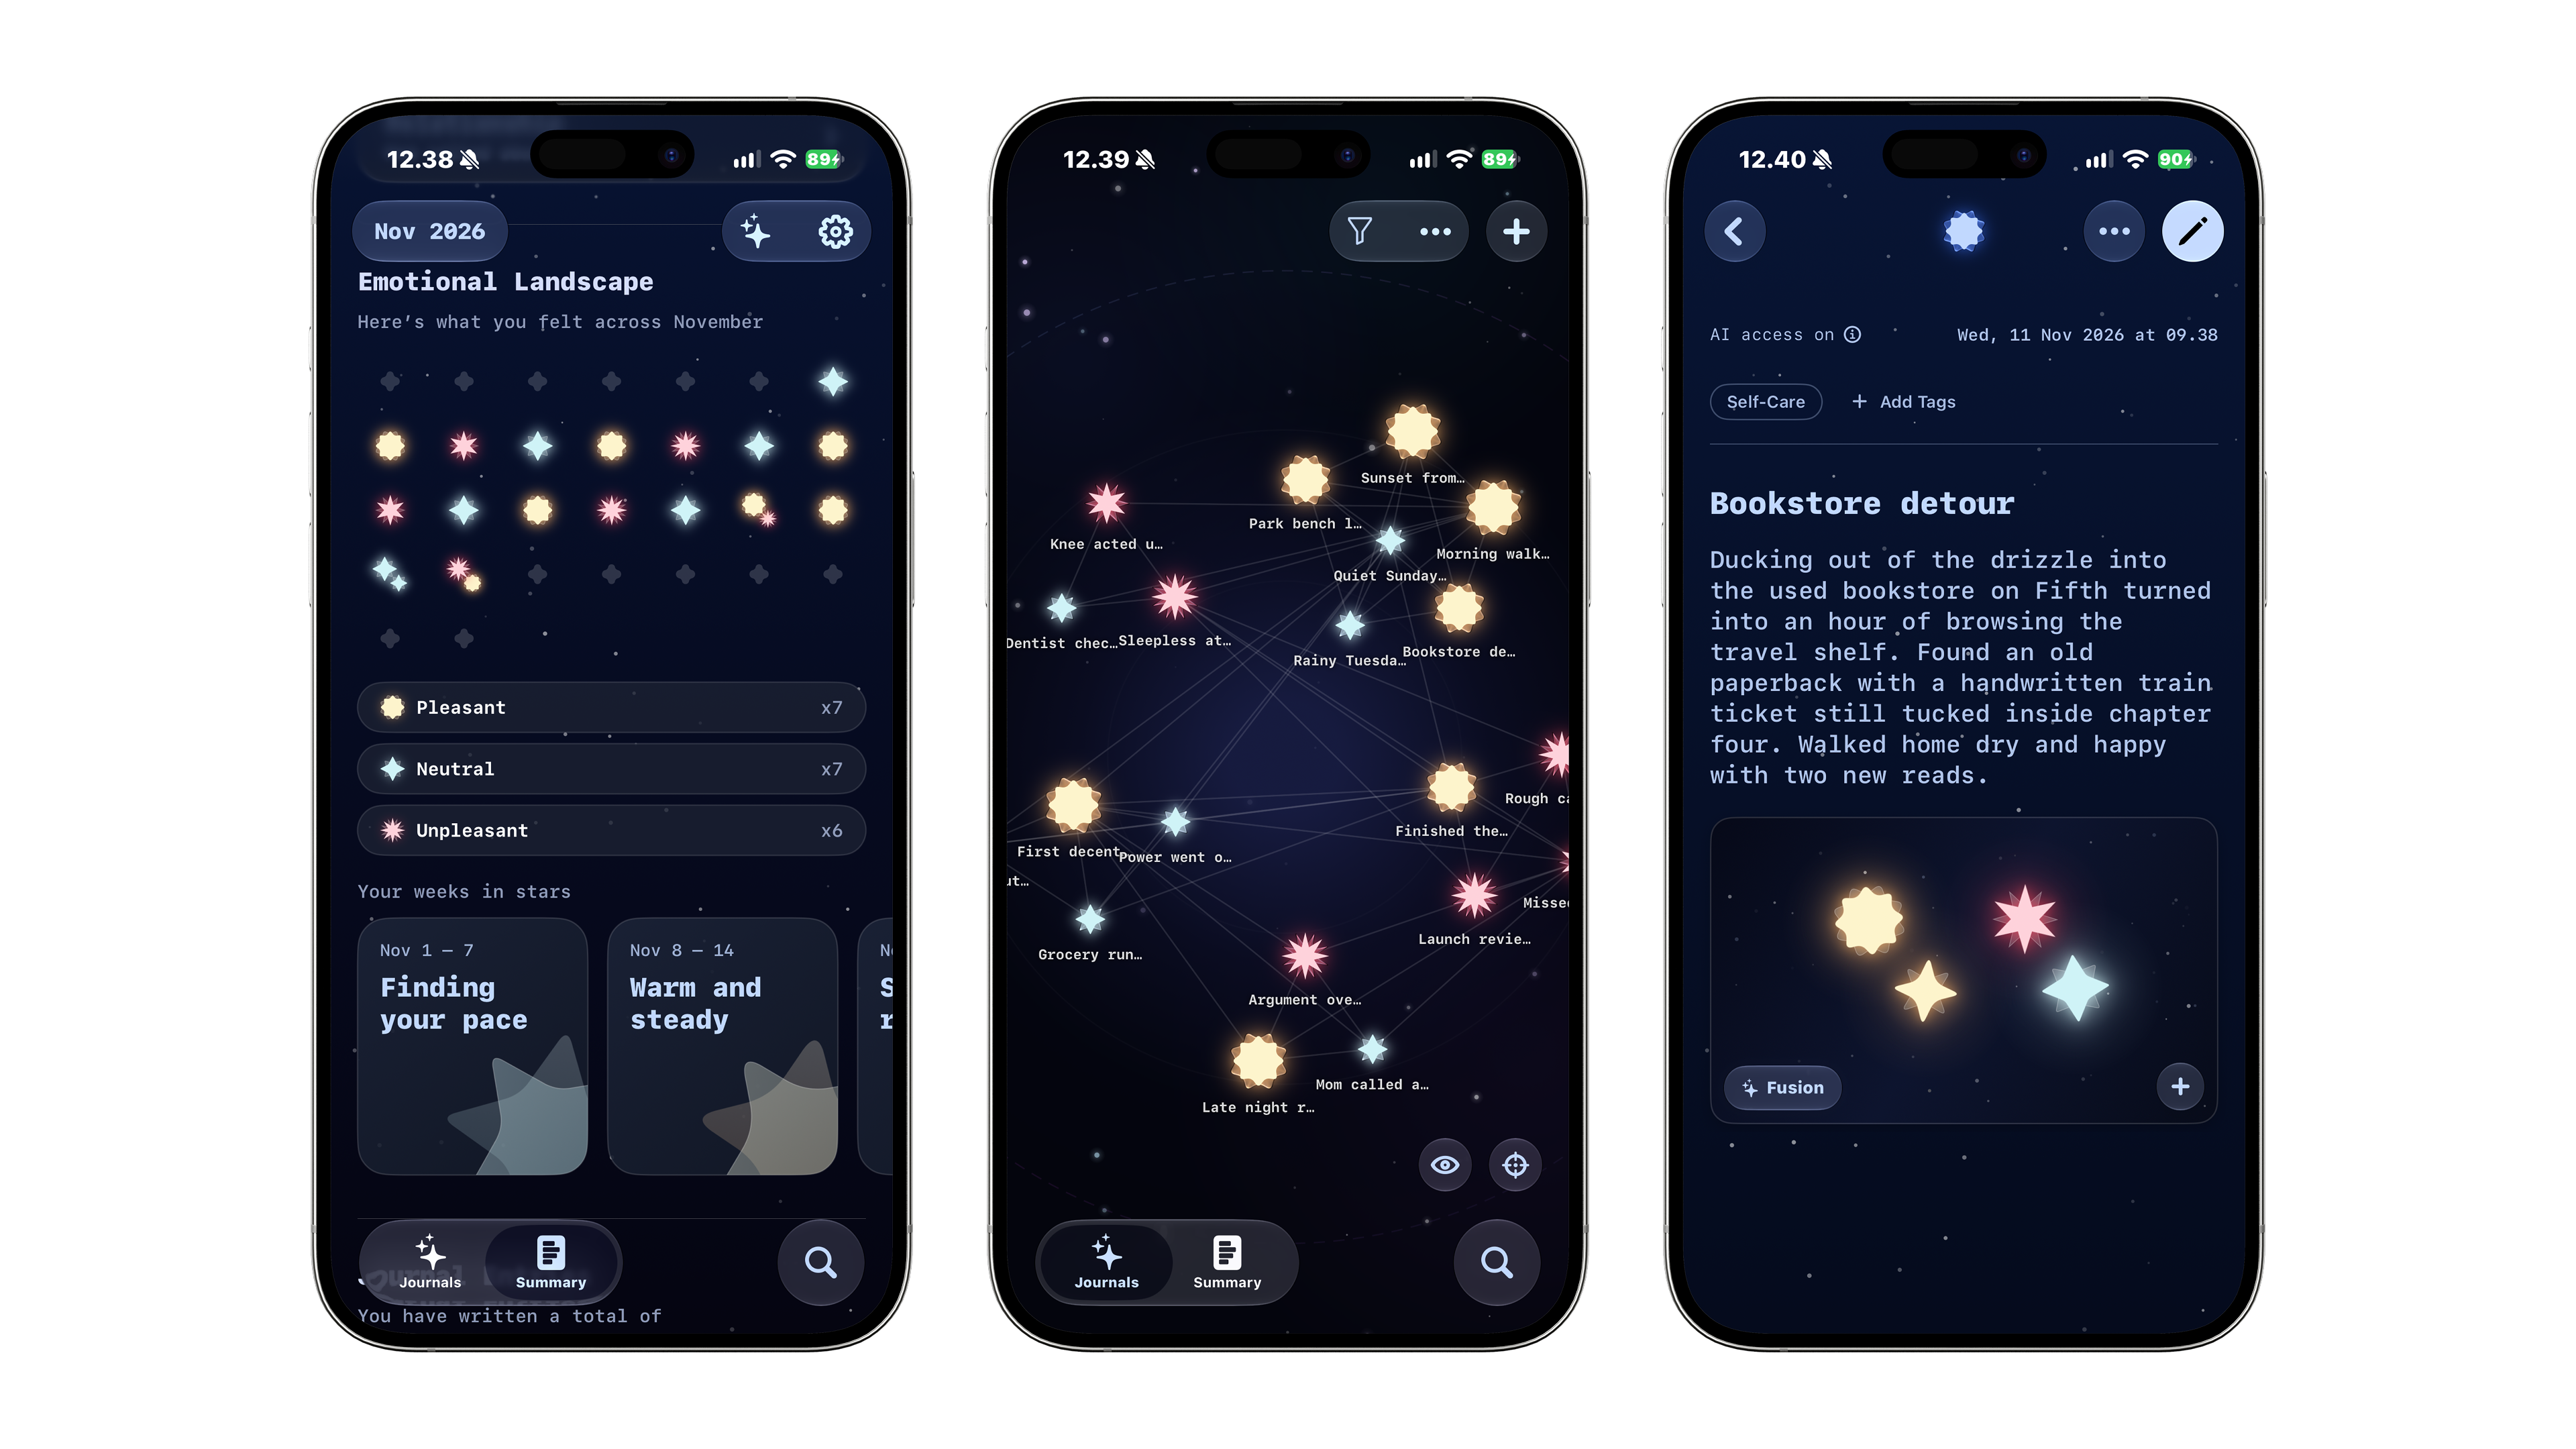 12.38
89
Nov 2026
Emotional Landscape
Here's what you felt across November
Pleasant
x7
Neutral
x7
Unpleasant
x6
Your weeks in stars
Nov 1 – 7
Finding
your pace
Nov 8 – 14
Warm and
steady
Journals
Summary
You have written a total of
12.39
89
Sunset from…
Park bench l…
Knee acted u…
Morning walk…
Quiet Sunday…
Dentist chec…
Sleepless at…
Bookstore de…
Rainy Tuesda…
Rough ca
Finished the…
First decent…
Power went o…
ut…
Missed
Launch revie…
Grocery run…
Argument ove…
Mom called a…
Late night r…
Journals
Summary
12.40
90
AI access on
Wed, 11 Nov 2026 at 09.38
Self-Care
+ Add Tags
Bookstore detour
Ducking out of the drizzle into
the used bookstore on Fifth turned
into an hour of browsing the
travel shelf. Found an old
paperback with a handwritten train
ticket still tucked inside chapter
four. Walked home dry and happy
with two new reads.
Fusion